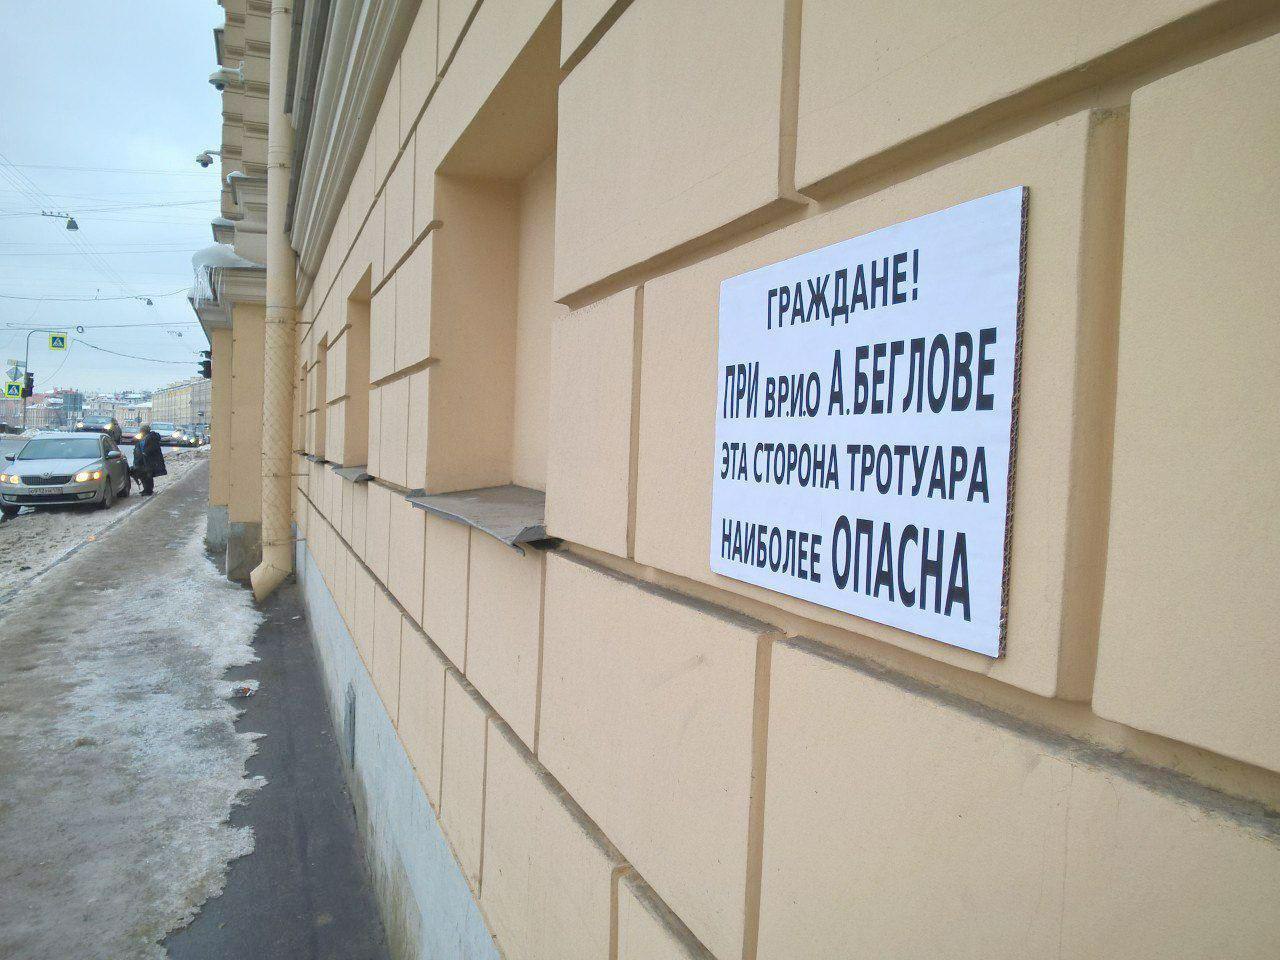 ГРАЖДАНЕ!
ПРИ ВР.И.О А.БЕГЛОВЕ
ЭТА СТОРОНА ТРОТУАРА
НАИБОЛЕЕ ОПАСНА